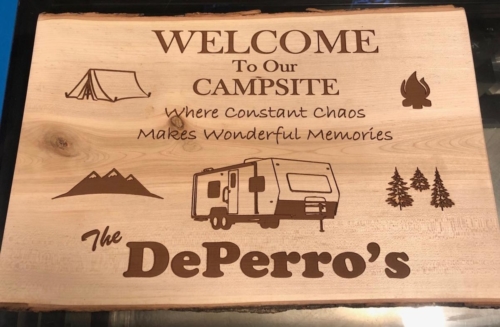 WELCOME
To Our
CAMPSITE
Where Constant Chaos
Makes Wonderful Memories
The
DePerro's